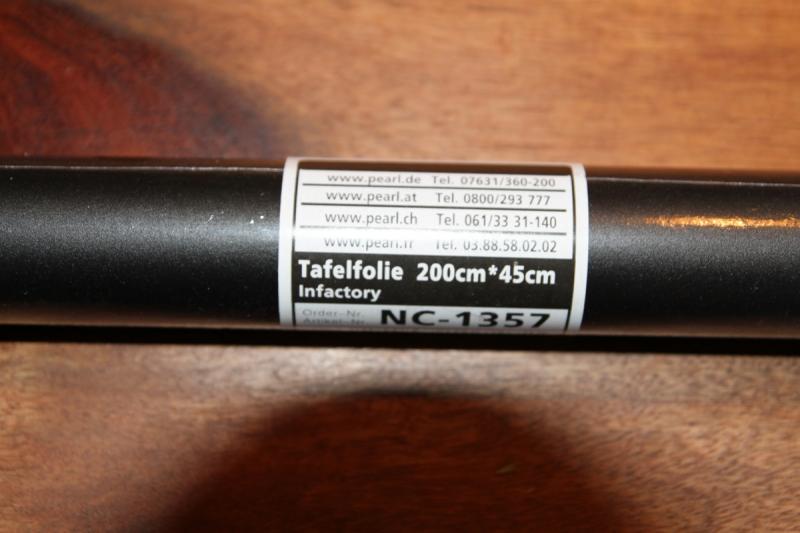 www.pearl.de Tel. 07631/360-200
www.pearl.at Tel. 0800/293 777
www.pearl.ch Tel. 061/33 31-140
www.pearl.fr Tel. 03.88.58.02.02
Tafelfolie 200cm*45cm
Infactory
Order-Nr.
Artikel-Nr. NC-1357